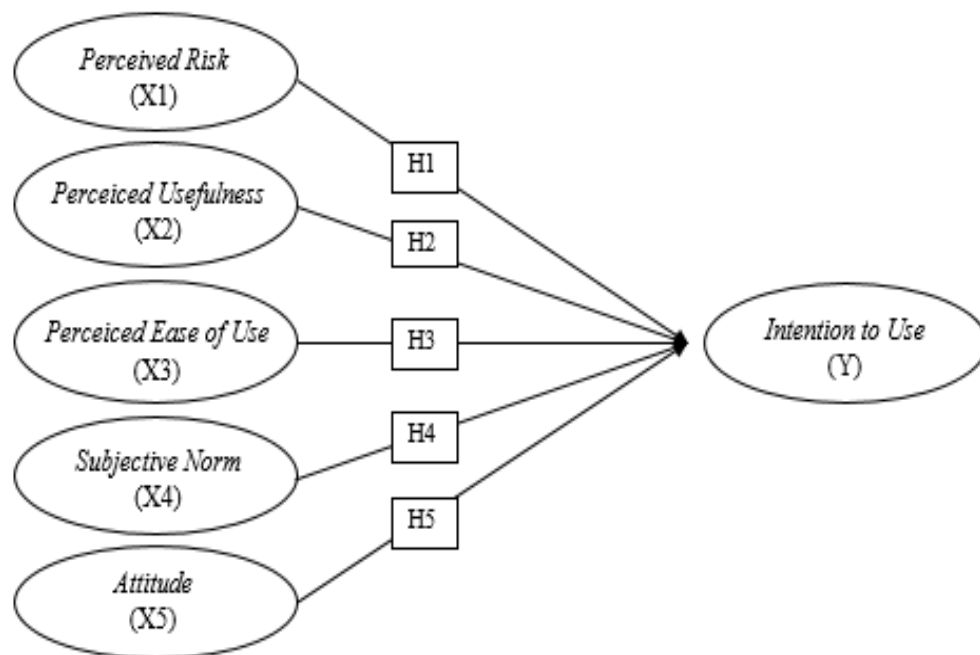 Perceived Risk
(X1)
H1
Perceiced Usefulness
(X2)
H2
Perceiced Ease of Use
(X3)
H3
Intention to Use
(Y)
H4
Subjective Norm
(X4)
H5
Attitude
(X5)